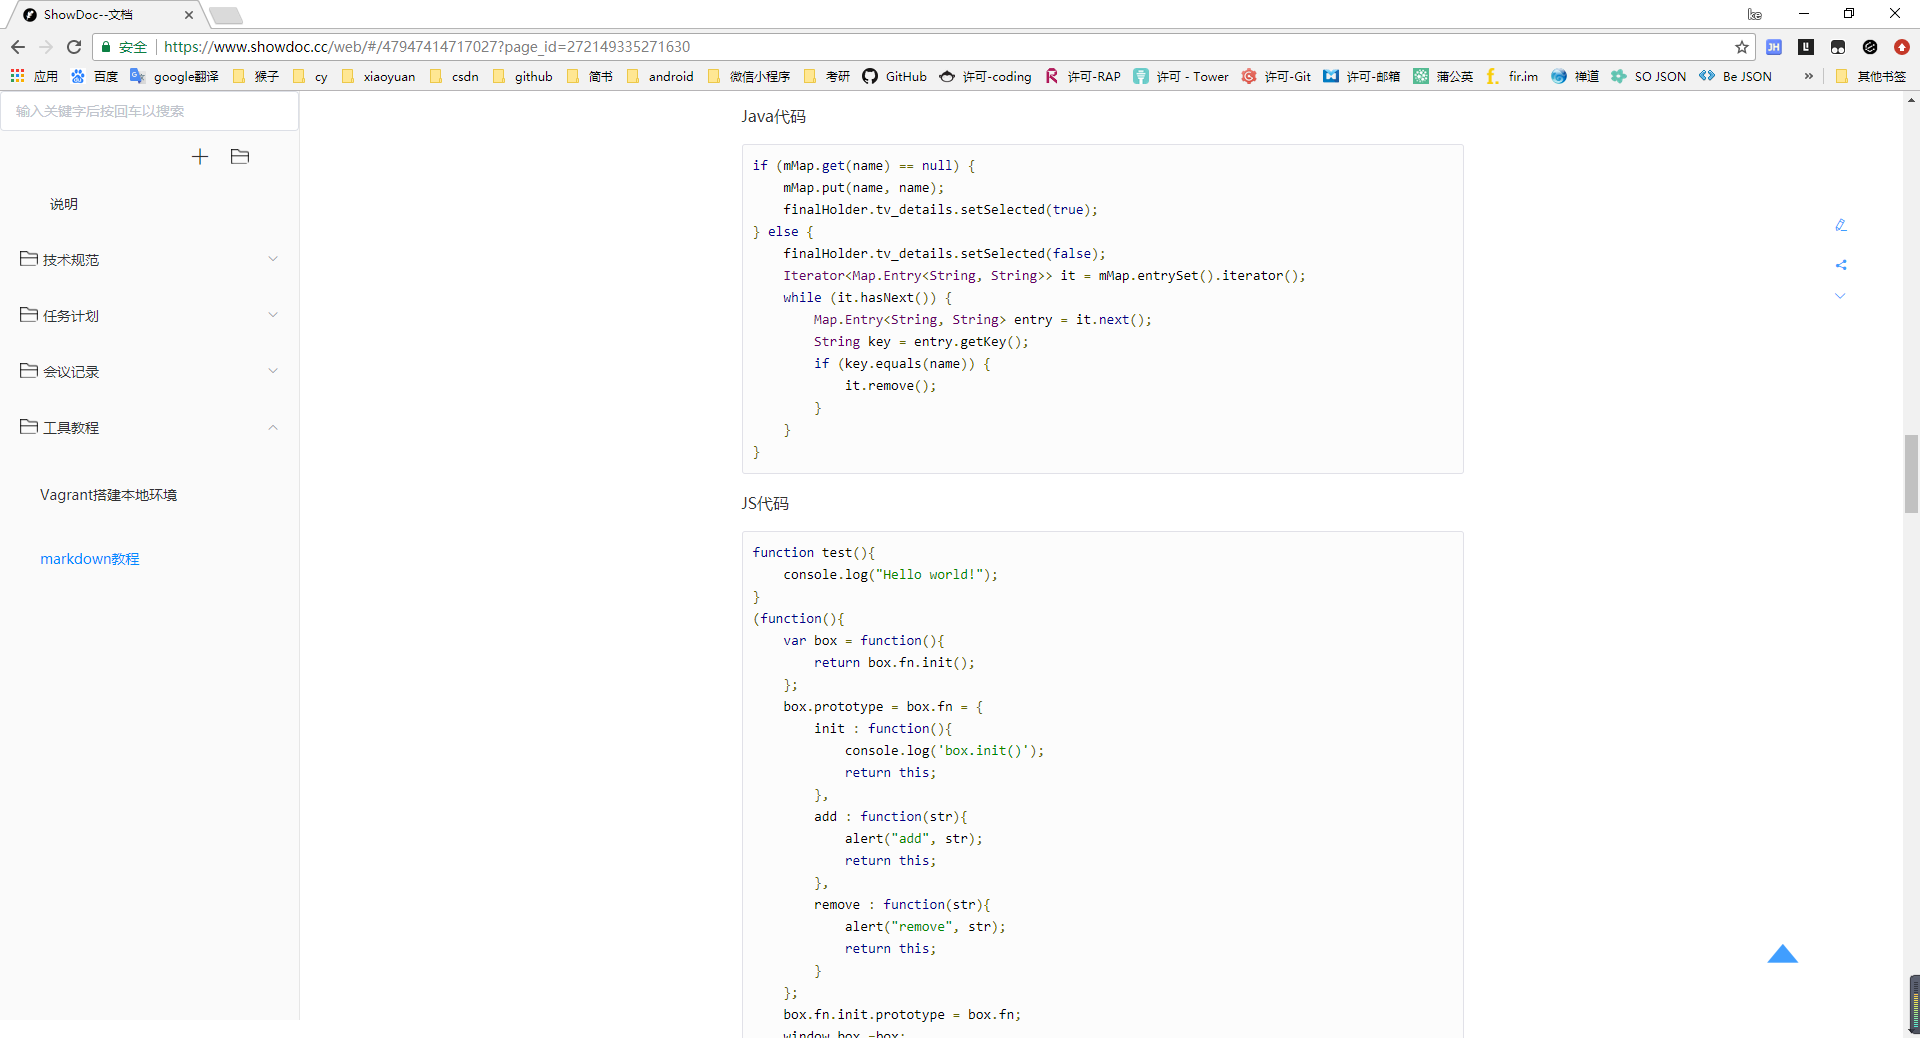 ShowDoc--文档
ke
安全
https://www.showdoc.cc/web/#/47947414717027?page_id=272149335271630
应用 百度 google翻译 猴子 cy xiaoyuan csdn github 简书 android 微信小程序 考研 GitHub 许可-coding 许可-RAP 许可 - Tower 许可-Git 许可-邮箱 蒲公英 fir.im 禅道 SO JSON Be JSON » 其他书签
输入关键字后按回车以搜索
说明
技术规范
任务计划
会议记录
工具教程
Vagrant搭建本地环境
markdown教程
Java代码
if (mMap.get(name) == null) {
    mMap.put(name, name);
    finalHolder.tv_details.setSelected(true);
} else {
    finalHolder.tv_details.setSelected(false);
    Iterator<Map.Entry<String, String>> it = mMap.entrySet().iterator();
    while (it.hasNext()) {
        Map.Entry<String, String> entry = it.next();
        String key = entry.getKey();
        if (key.equals(name)) {
            it.remove();
        }
    }
}
JS代码
function test(){
    console.log("Hello world!");
}
(function(){
    var box = function(){
        return box.fn.init();
    };
    box.prototype = box.fn = {
        init : function(){
            console.log('box.init()');
            return this;
        },
        add : function(str){
            alert("add", str);
            return this;
        },
        remove : function(str){
            alert("remove", str);
            return this;
        }
    };
    box.fn.init.prototype = box.fn;
    window.box =box;